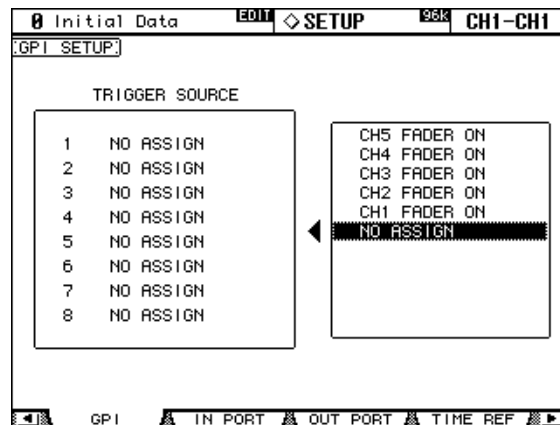 0 Initial Data EDIT ◇SETUP 96k CH1-CH1
GPI SETUP
TRIGGER SOURCE
1 NO ASSIGN
2 NO ASSIGN
3 NO ASSIGN
4 NO ASSIGN
5 NO ASSIGN
6 NO ASSIGN
7 NO ASSIGN
8 NO ASSIGN
CH5 FADER ON
CH4 FADER ON
CH3 FADER ON
CH2 FADER ON
CH1 FADER ON
NO ASSIGN
GPI IN PORT OUT PORT TIME REF